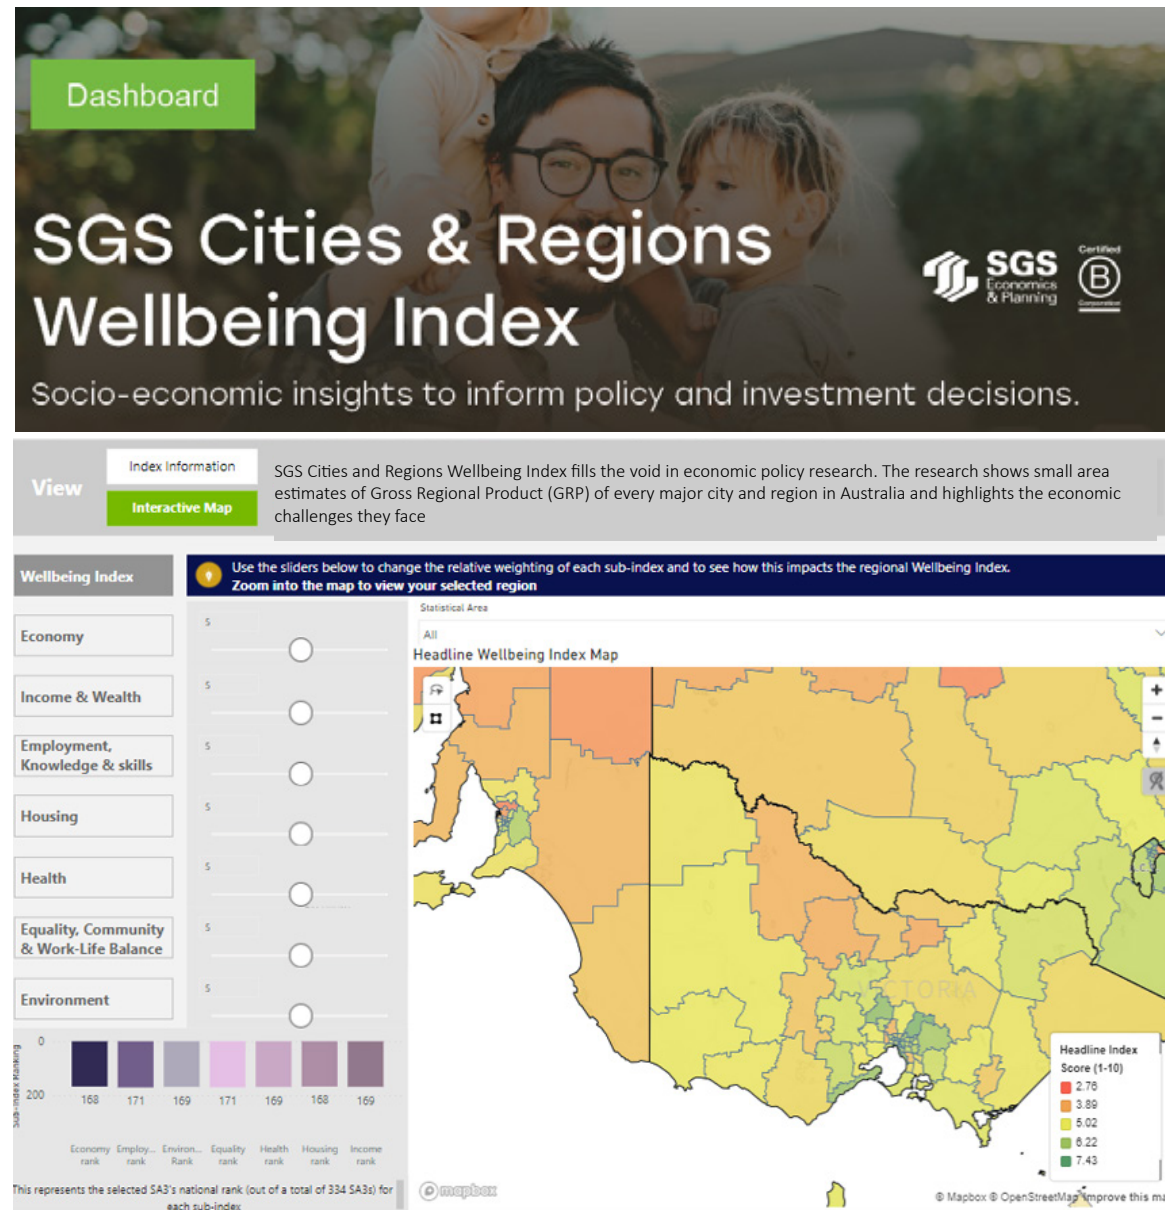 Dashboard
SGS Cities & Regions
Wellbeing Index
Socio-economic insights to inform policy and investment decisions.
SGS
Economics
& Planning
Certified
B
Corporation
View
Index Information
Interactive Map
SGS Cities and Regions Wellbeing Index fills the void in economic policy research. The research shows small area
estimates of Gross Regional Product (GRP) of every major city and region in Australia and highlights the economic
challenges they face
Wellbeing Index
Use the sliders below to change the relative weighting of each sub-index and to see how this impacts the regional Wellbeing Index.
Zoom into the map to view your selected region
Economy
5
Income & Wealth
5
Employment,
Knowledge & skills
5
Housing
5
Health
5
Equality, Community
& Work-Life Balance
5
Environment
5
Statistical Area
All
Headline Wellbeing Index Map
VICTORIA
Headline Index
Score (1-10)
2.76
3.89
5.02
6.22
7.43
Sub-Index Ranking
0
200
168
171
169
171
169
168
169
Economy
rank
Employ...
rank
Environ...
Rank
Equality
rank
Health
rank
Housing
rank
Income
rank
This represents the selected SA3's national rank (out of a total of 334 SA3s) for
each sub-index
mapbox
© Mapbox © OpenStreetMap Improve this ma